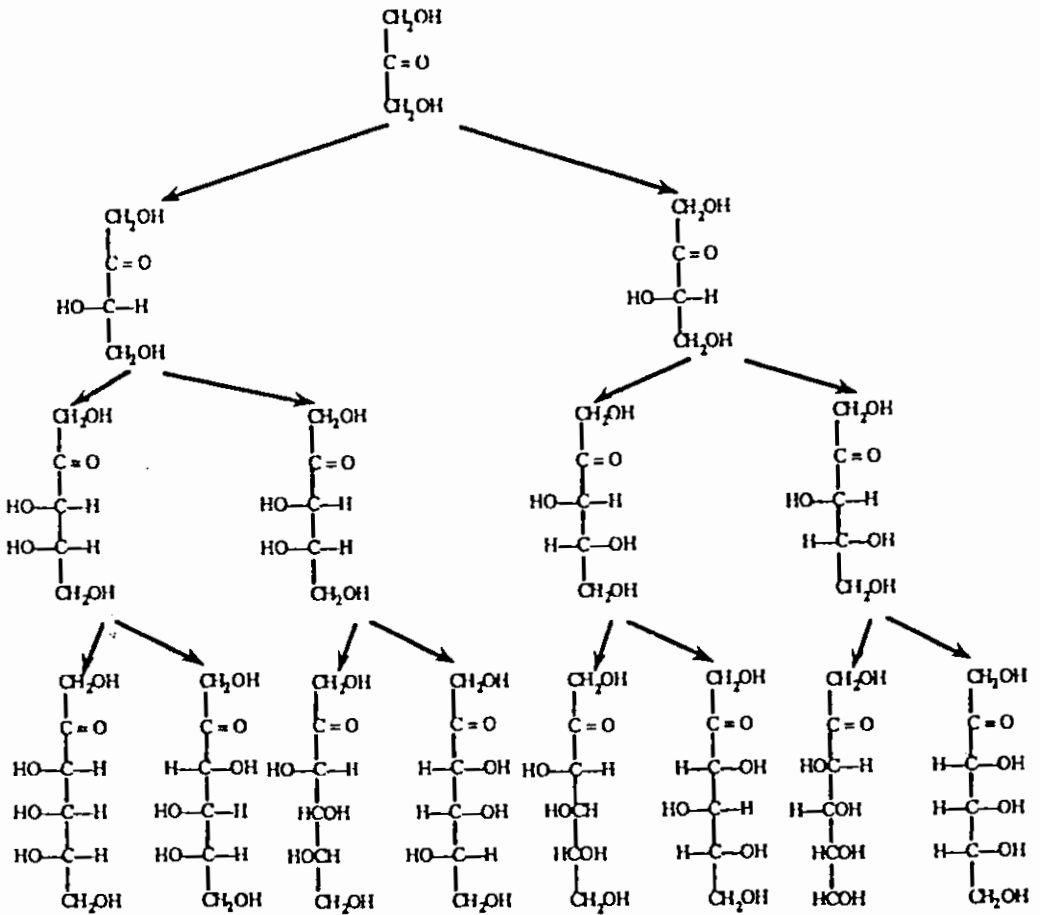 CH₂OH
C=O
CH₂OH
CH₂OH CH₂OH
C=O C=O
HO—C—H HO—C—H
CH₂OH CH₂OH
CH₂OH CH₂OH CH₂OH CH₂OH
C=O C=O C=O C=O
HO—C—H HO—C—H HO—C—H HO—C—H
HO—C—H HO—C—H H—C—OH H—C—OH
CH₂OH CH₂OH CH₂OH CH₂OH
CH₂OH CH₂OH CH₂OH CH₂OH CH₂OH CH₂OH CH₂OH CH₂OH
C=O C=O C=O C=O C=O C=O C=O C=O
HO—C—H H—C—OH HO—C—H H—C—OH HO—C—H H—C—OH HOC—H H—C—OH
HO—C—H HO—C—H HCOH H—C—OH HOCH HO—C—H H—COH H—C—OH
HO—C—H HO—C—H HOCH HO—C—H HCOH H—C—OH HCOH H—C—OH
CH₂OH CH₂OH CH₂OH CH₂OH CH₂OH CH₂OH HCOH CH₂OH